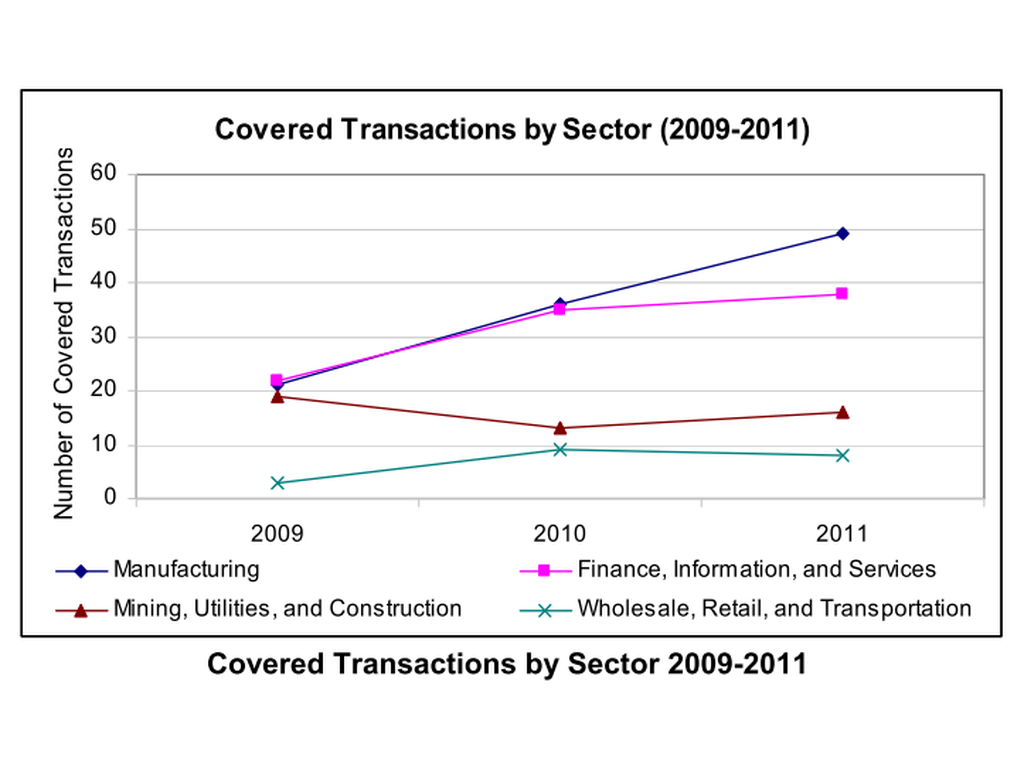 Covered Transactions by Sector (2009-2011)
Number of Covered Transactions
60
50
40
30
20
10
0
2009 2010 2011
Manufacturing Finance, Information, and Services
Mining, Utilities, and Construction Wholesale, Retail, and Transportation
Covered Transactions by Sector 2009-2011